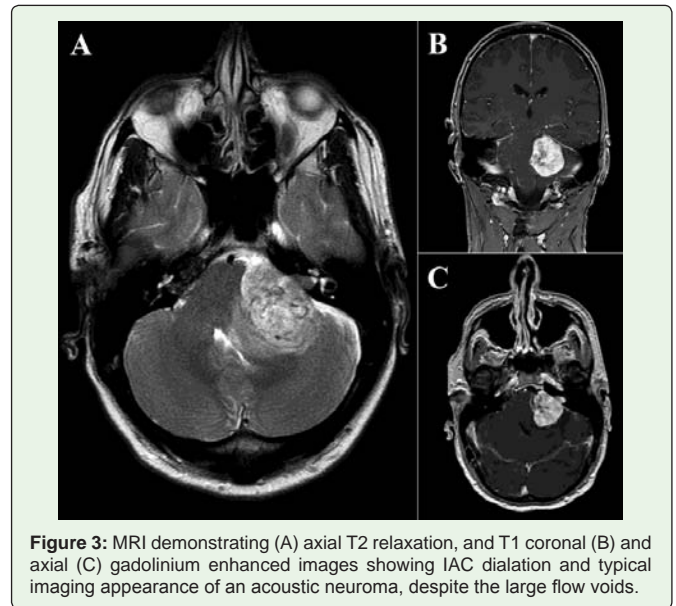 A
B
C
Figure 3: MRI demonstrating (A) axial T2 relaxation, and T1 coronal (B) and
axial (C) gadolinium enhanced images showing IAC dialation and typical
imaging appearance of an acoustic neuroma, despite the large flow voids.